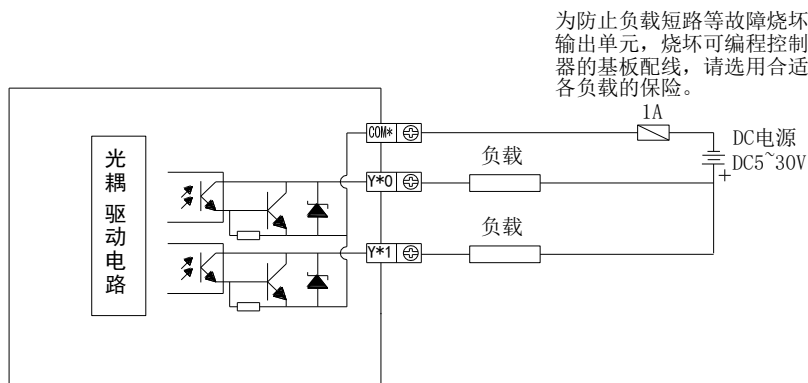 为防止负载短路等故障烧坏
输出单元，烧坏可编程控制
器的基板配线，请选用合适
各负载的保险。
1A
COM*
DC电源
DC5~30V
+
负载
Y*0
负载
Y*1
光耦驱动电路